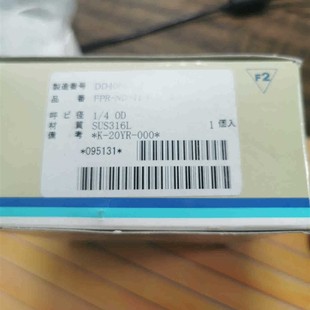 F2
製造番号
品 番
呼 ビ 径 1/4 OD
材 質 SUS316L 1 個入
備 考 *K-20YR-000*
*095131*